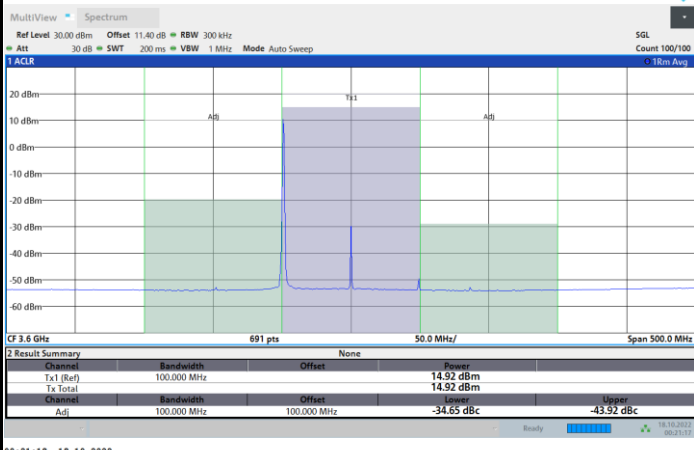 MultiView Spectrum
Ref Level 30.00 dBm Offset 11.40 dB RBW 300 kHz SGL
Att 30 dB SWT 200 ms VBW 1 MHz Mode Auto Sweep Count 100/100
1 ACLR 1Rm Avg
20 dBm
Tx1
10 dBm Adj Adj
0 dBm
-10 dBm
-20 dBm
-30 dBm
-40 dBm
-50 dBm
-60 dBm
CF 3.6 GHz 691 pts 50.0 MHz/ Span 500.0 MHz
2 Result Summary None
Channel Bandwidth Offset Power
Tx1 (Ref) 100.000 MHz 14.92 dBm
Tx Total 14.92 dBm
Channel Bandwidth Offset Lower Upper
Adj 100.000 MHz 100.000 MHz -34.65 dBc -43.92 dBc
Ready 18.10.2022